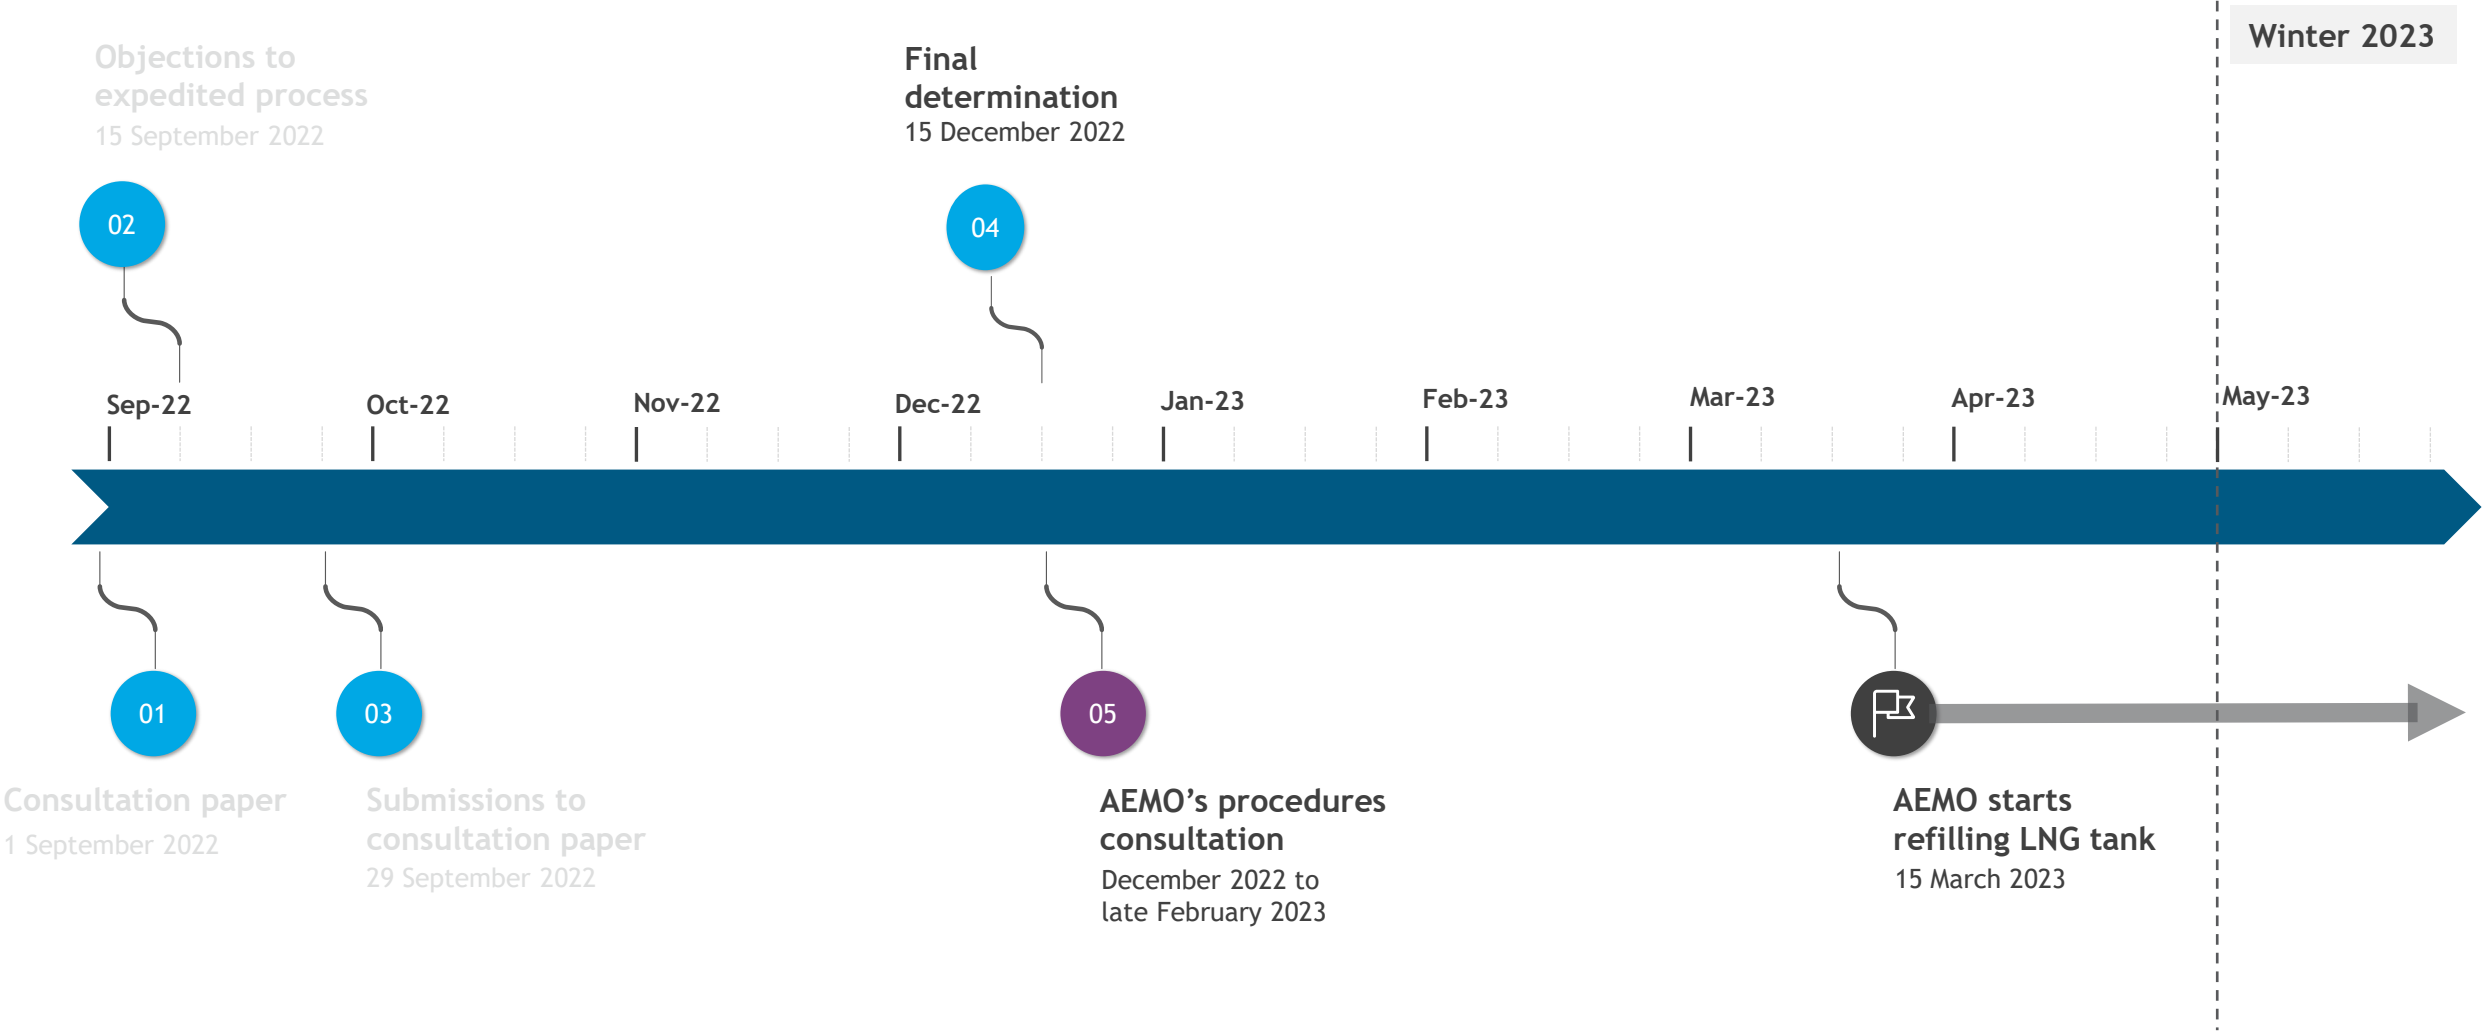 Winter 2023
Objections to
expedited process
15 September 2022
Final
determination
15 December 2022
02
04
Sep-22
Oct-22
Nov-22
Dec-22
Jan-23
Feb-23
Mar-23
Apr-23
May-23
01
03
05
Consultation paper
1 September 2022
Submissions to
consultation paper
29 September 2022
AEMO’s procedures
consultation
December 2022 to
late February 2023
AEMO starts
refilling LNG tank
15 March 2023